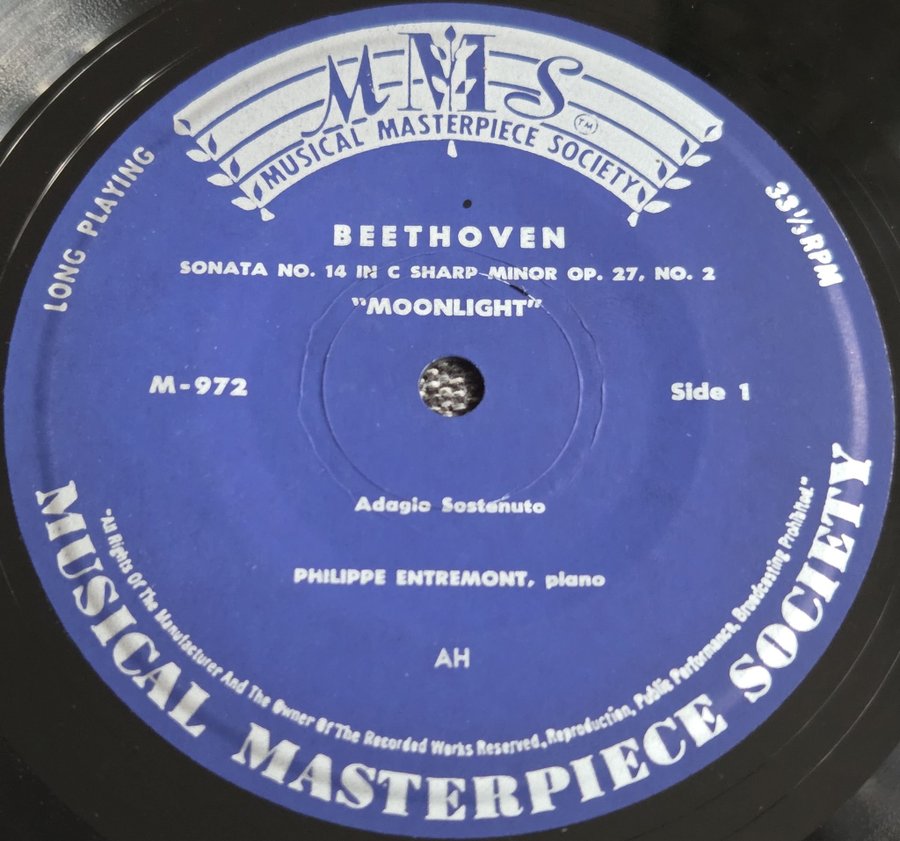 MMS
TM
MUSICAL MASTERPIECE SOCIETY
LONG PLAYING
33 1/3 RPM
BEETHOVEN
SONATA NO. 14 IN C SHARP MINOR OP. 27, NO. 2
"MOONLIGHT"
M-972
Side 1
Adagio Sostenuto
PHILIPPE ENTREMONT, piano
AH
"All Rights Of The Manufacturer And The Owner Of The Recorded Works Reserved, Reproduction, Public Performance, Broadcasting Prohibited."
MUSICAL MASTERPIECE SOCIETY